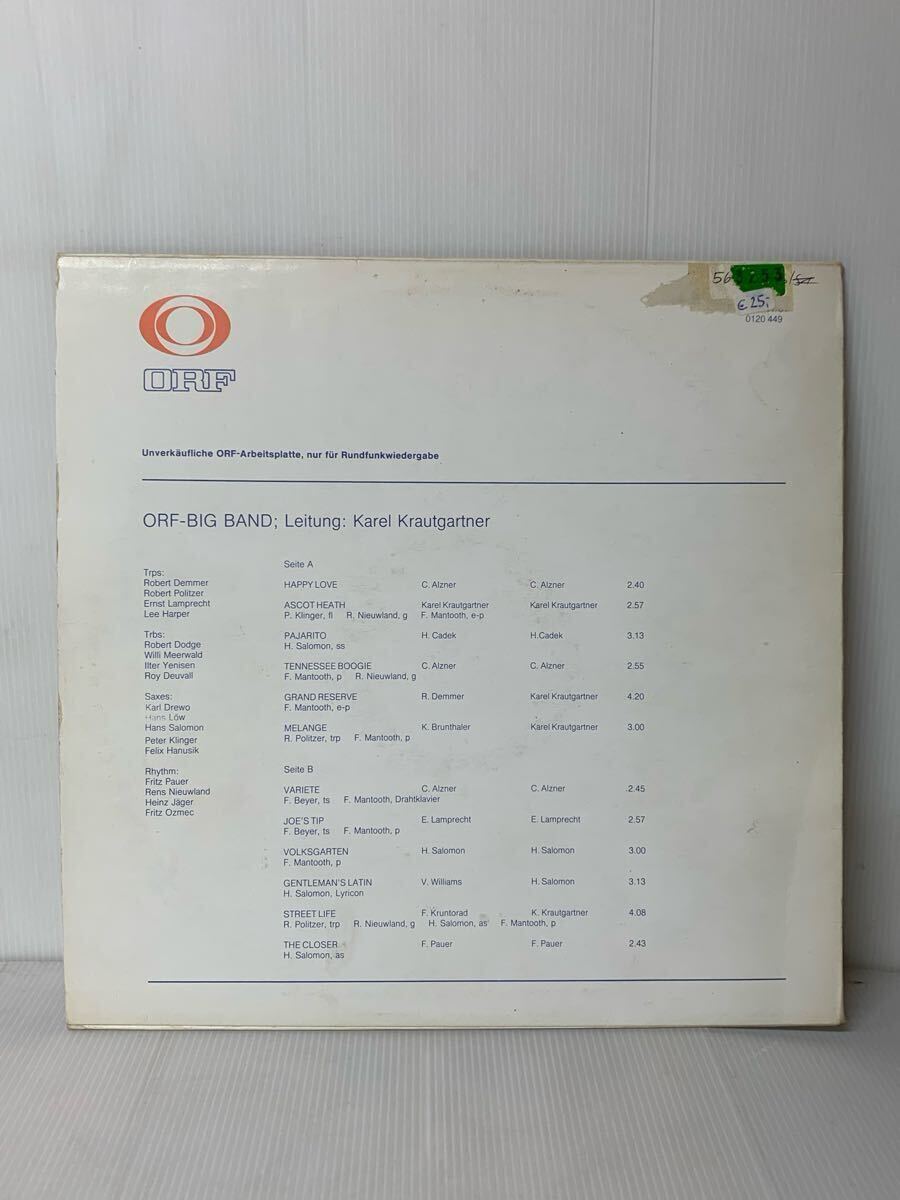 ORF
€ 25,-
0120 449
Unverkäufliche ORF-Arbeitsplatte, nur für Rundfunkwiedergabe
ORF-BIG BAND; Leitung: Karel Krautgartner
Trps:
Robert Demmer
Robert Politzer
Ernst Lamprecht
Lee Harper
Trbs:
Robert Dodge
Willi Meerwald
Ilter Yenisen
Roy Deuvall
Saxes:
Karl Drewo
Hans Löw
Hans Salomon
Peter Klinger
Felix Hanusik
Rhythm:
Fritz Pauer
Rens Nieuwland
Heinz Jäger
Fritz Ozmec
Seite A
HAPPY LOVE C. Alzner C. Alzner 2.40
ASCOT HEATH Karel Krautgartner Karel Krautgartner 2.57
P. Klinger, fl R. Nieuwland, g F. Mantooth, e-p
PAJARITO H. Cadek H.Cadek 3.13
H. Salomon, ss
TENNESSEE BOOGIE C. Alzner C. Alzner 2.55
F. Mantooth, p R. Nieuwland, g
GRAND RESERVE R. Demmer Karel Krautgartner 4.20
F. Mantooth, e-p
MELANGE K. Brunthaler Karel Krautgartner 3.00
R. Politzer, trp F. Mantooth, p
Seite B
VARIETE C. Alzner C. Alzner 2.45
F. Beyer, ts F. Mantooth, Drahtklavier
JOE'S TIP E. Lamprecht E. Lamprecht 2.57
F. Beyer, ts F. Mantooth, p
VOLKSGARTEN H. Salomon H. Salomon 3.00
F. Mantooth, p
GENTLEMAN'S LATIN V. Williams H. Salomon 3.13
H. Salomon, Lyricon
STREET LIFE F. Kruntorad K. Krautgartner 4.08
R. Politzer, trp R. Nieuwland, g H. Salomon, as F. Mantooth, p
THE CLOSER F. Pauer F. Pauer 2.43
H. Salomon, as